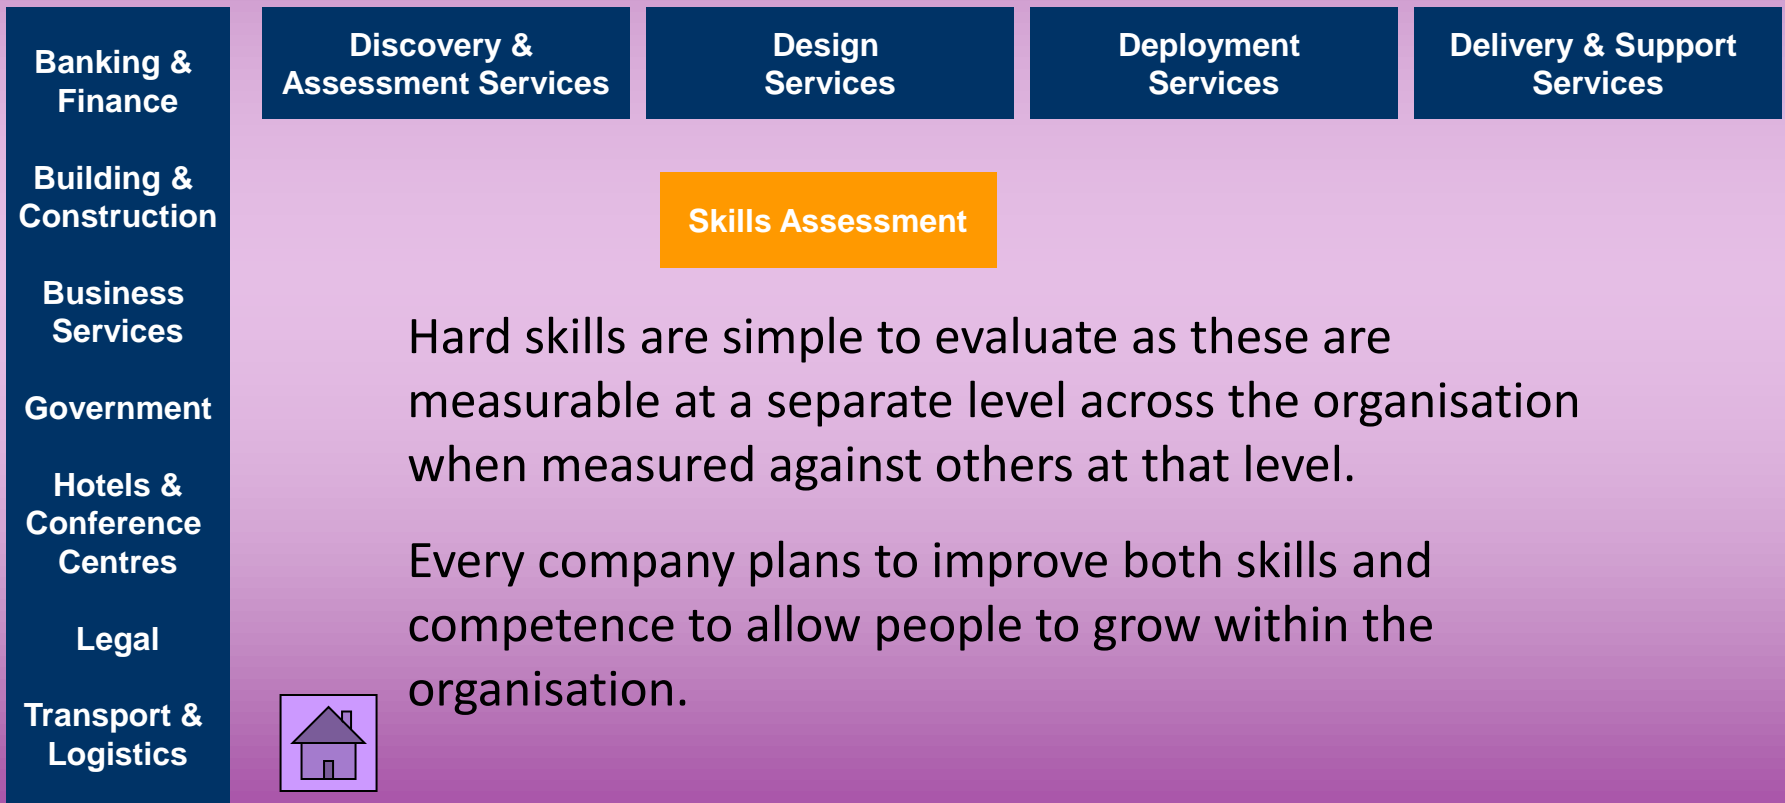 Banking &
Finance
Building &
Construction
Business
Services
Government
Hotels &
Conference
Centres
Legal
Transport &
Logistics
Discovery &
Assessment Services
Design
Services
Deployment
Services
Delivery & Support
Services
Skills Assessment
Hard skills are simple to evaluate as these are
measurable at a separate level across the organisation
when measured against others at that level.
Every company plans to improve both skills and
competence to allow people to grow within the
organisation.